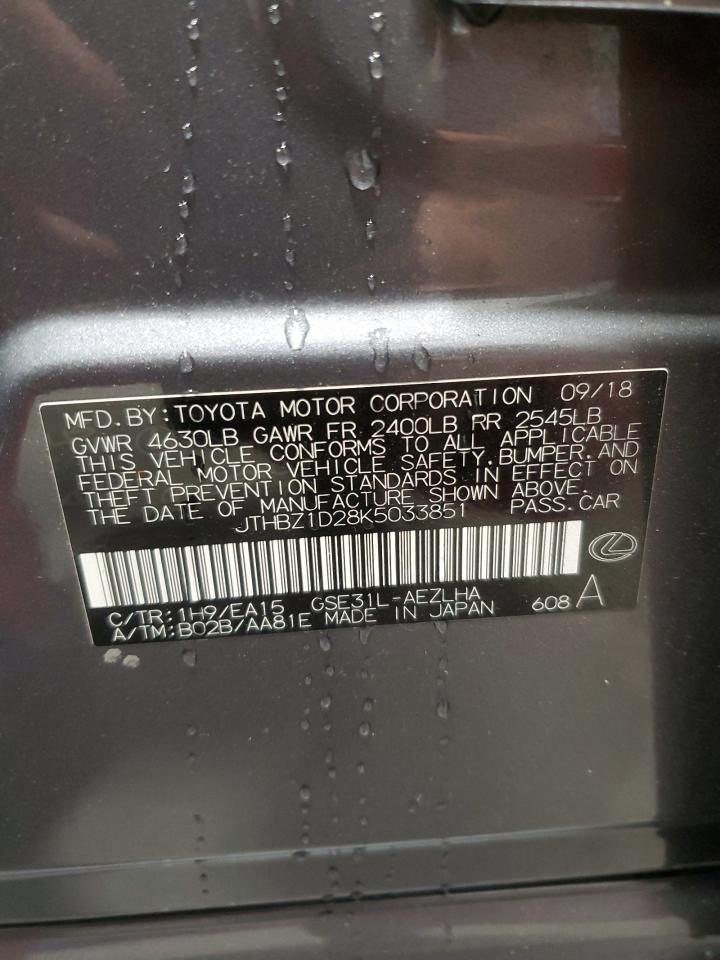 MFD.BY:TOYOTA MOTOR CORPORATION 09/18
GVWR 4630LB GAWR FR 2400LB RR 2545LB
THIS VEHICLE CONFORMS TO ALL APPLICABLE
FEDERAL MOTOR VEHICLE SAFETY, BUMPER, AND
THEFT PREVENTION STANDARDS IN EFFECT ON
THE DATE OF MANUFACTURE SHOWN ABOVE.
JTHBZ1D28K5033851 PASS.CAR
C/TR:1H9/EA15 GSE31L-AEZLHA
A/TM:B02B/AA81E MADE IN JAPAN 608 A